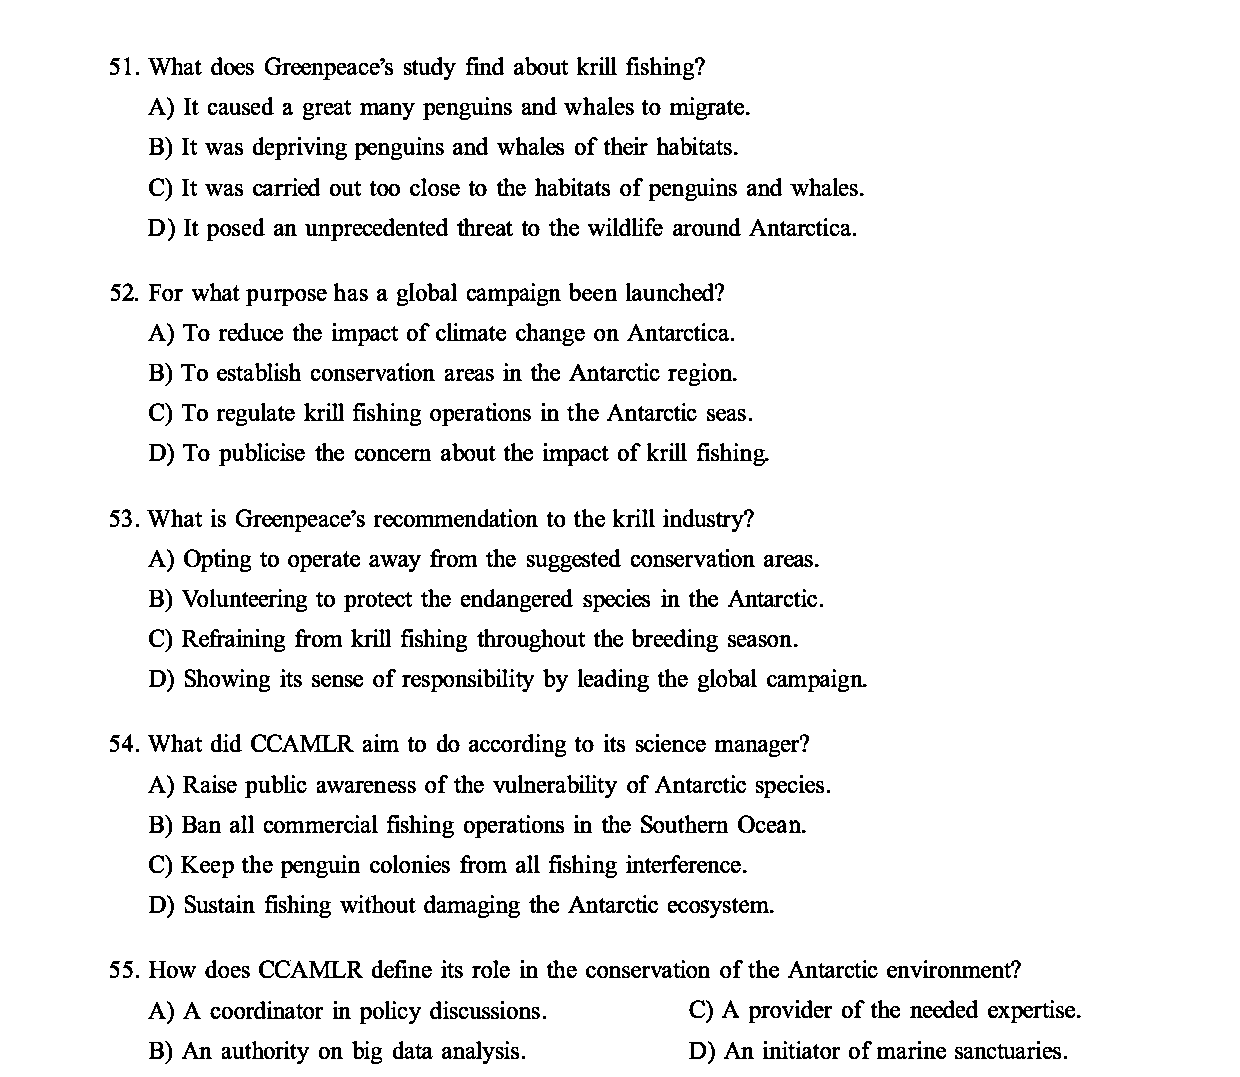 51. What does Greenpeace’s study find about krill fishing?
A) It caused a great many penguins and whales to migrate.
B) It was depriving penguins and whales of their habitats.
C) It was carried out too close to the habitats of penguins and whales.
D) It posed an unprecedented threat to the wildlife around Antarctica.
52. For what purpose has a global campaign been launched?
A) To reduce the impact of climate change on Antarctica.
B) To establish conservation areas in the Antarctic region.
C) To regulate krill fishing operations in the Antarctic seas.
D) To publicise the concern about the impact of krill fishing.
53. What is Greenpeace’s recommendation to the krill industry?
A) Opting to operate away from the suggested conservation areas.
B) Volunteering to protect the endangered species in the Antarctic.
C) Refraining from krill fishing throughout the breeding season.
D) Showing its sense of responsibility by leading the global campaign.
54. What did CCAMLR aim to do according to its science manager?
A) Raise public awareness of the vulnerability of Antarctic species.
B) Ban all commercial fishing operations in the Southern Ocean.
C) Keep the penguin colonies from all fishing interference.
D) Sustain fishing without damaging the Antarctic ecosystem.
55. How does CCAMLR define its role in the conservation of the Antarctic environment?
A) A coordinator in policy discussions. C) A provider of the needed expertise.
B) An authority on big data analysis. D) An initiator of marine sanctuaries.